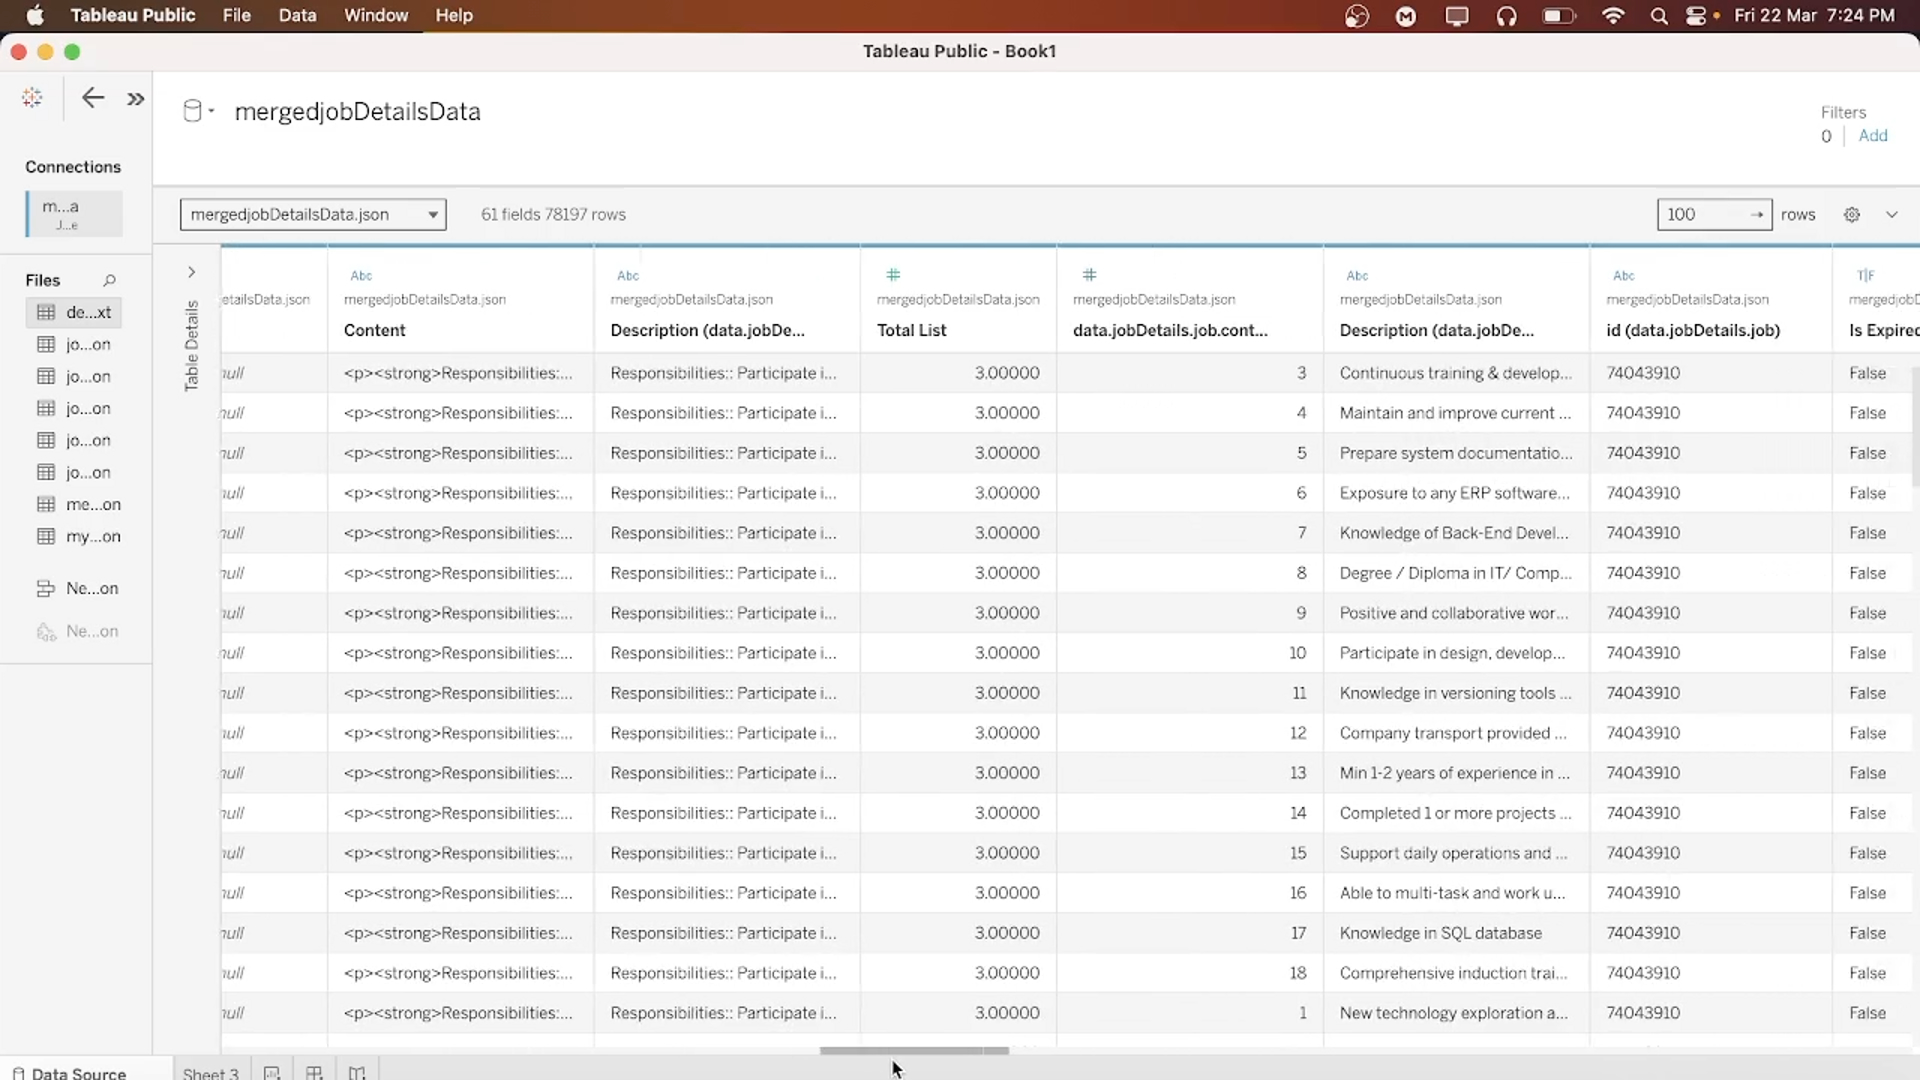 Tableau Public File Data Window Help Fri 22 Mar 7:24 PM
Tableau Public - Book1
mergedjobDetailsData
Filters
0 Add
Connections
m...a
J...e
mergedjobDetailsData.json 61 fields 78197 rows 100 rows
Files
de...xt
jo...on
jo...on
jo...on
jo...on
jo...on
me...on
my...on
Ne...on
Ne...on
Table Details
Abc Abc # # Abc Abc T|F
etailsData.json mergedjobDetailsData.json mergedjobDetailsData.json mergedjobDetailsData.json mergedjobDetailsData.json mergedjobDetailsData.json mergedjobDetailsData.json mergedjobD
Content Description (data.jobDe... Total List data.jobDetails.job.cont... Description (data.jobDe... id (data.jobDetails.job) Is Expired
null <p><strong>Responsibilities:... Responsibilities:: Participate i... 3.00000 3 Continuous training & develop... 74043910 False
null <p><strong>Responsibilities:... Responsibilities:: Participate i... 3.00000 4 Maintain and improve current ... 74043910 False
null <p><strong>Responsibilities:... Responsibilities:: Participate i... 3.00000 5 Prepare system documentatio... 74043910 False
null <p><strong>Responsibilities:... Responsibilities:: Participate i... 3.00000 6 Exposure to any ERP software... 74043910 False
null <p><strong>Responsibilities:... Responsibilities:: Participate i... 3.00000 7 Knowledge of Back-End Devel... 74043910 False
null <p><strong>Responsibilities:... Responsibilities:: Participate i... 3.00000 8 Degree / Diploma in IT/ Comp... 74043910 False
null <p><strong>Responsibilities:... Responsibilities:: Participate i... 3.00000 9 Positive and collaborative wor... 74043910 False
null <p><strong>Responsibilities:... Responsibilities:: Participate i... 3.00000 10 Participate in design, develop... 74043910 False
null <p><strong>Responsibilities:... Responsibilities:: Participate i... 3.00000 11 Knowledge in versioning tools ... 74043910 False
null <p><strong>Responsibilities:... Responsibilities:: Participate i... 3.00000 12 Company transport provided ... 74043910 False
null <p><strong>Responsibilities:... Responsibilities:: Participate i... 3.00000 13 Min 1-2 years of experience in ... 74043910 False
null <p><strong>Responsibilities:... Responsibilities:: Participate i... 3.00000 14 Completed 1 or more projects ... 74043910 False
null <p><strong>Responsibilities:... Responsibilities:: Participate i... 3.00000 15 Support daily operations and ... 74043910 False
null <p><strong>Responsibilities:... Responsibilities:: Participate i... 3.00000 16 Able to multi-task and work u... 74043910 False
null <p><strong>Responsibilities:... Responsibilities:: Participate i... 3.00000 17 Knowledge in SQL database 74043910 False
null <p><strong>Responsibilities:... Responsibilities:: Participate i... 3.00000 18 Comprehensive induction trai... 74043910 False
null <p><strong>Responsibilities:... Responsibilities:: Participate i... 3.00000 1 New technology exploration a... 74043910 False
Data Source Sheet 3